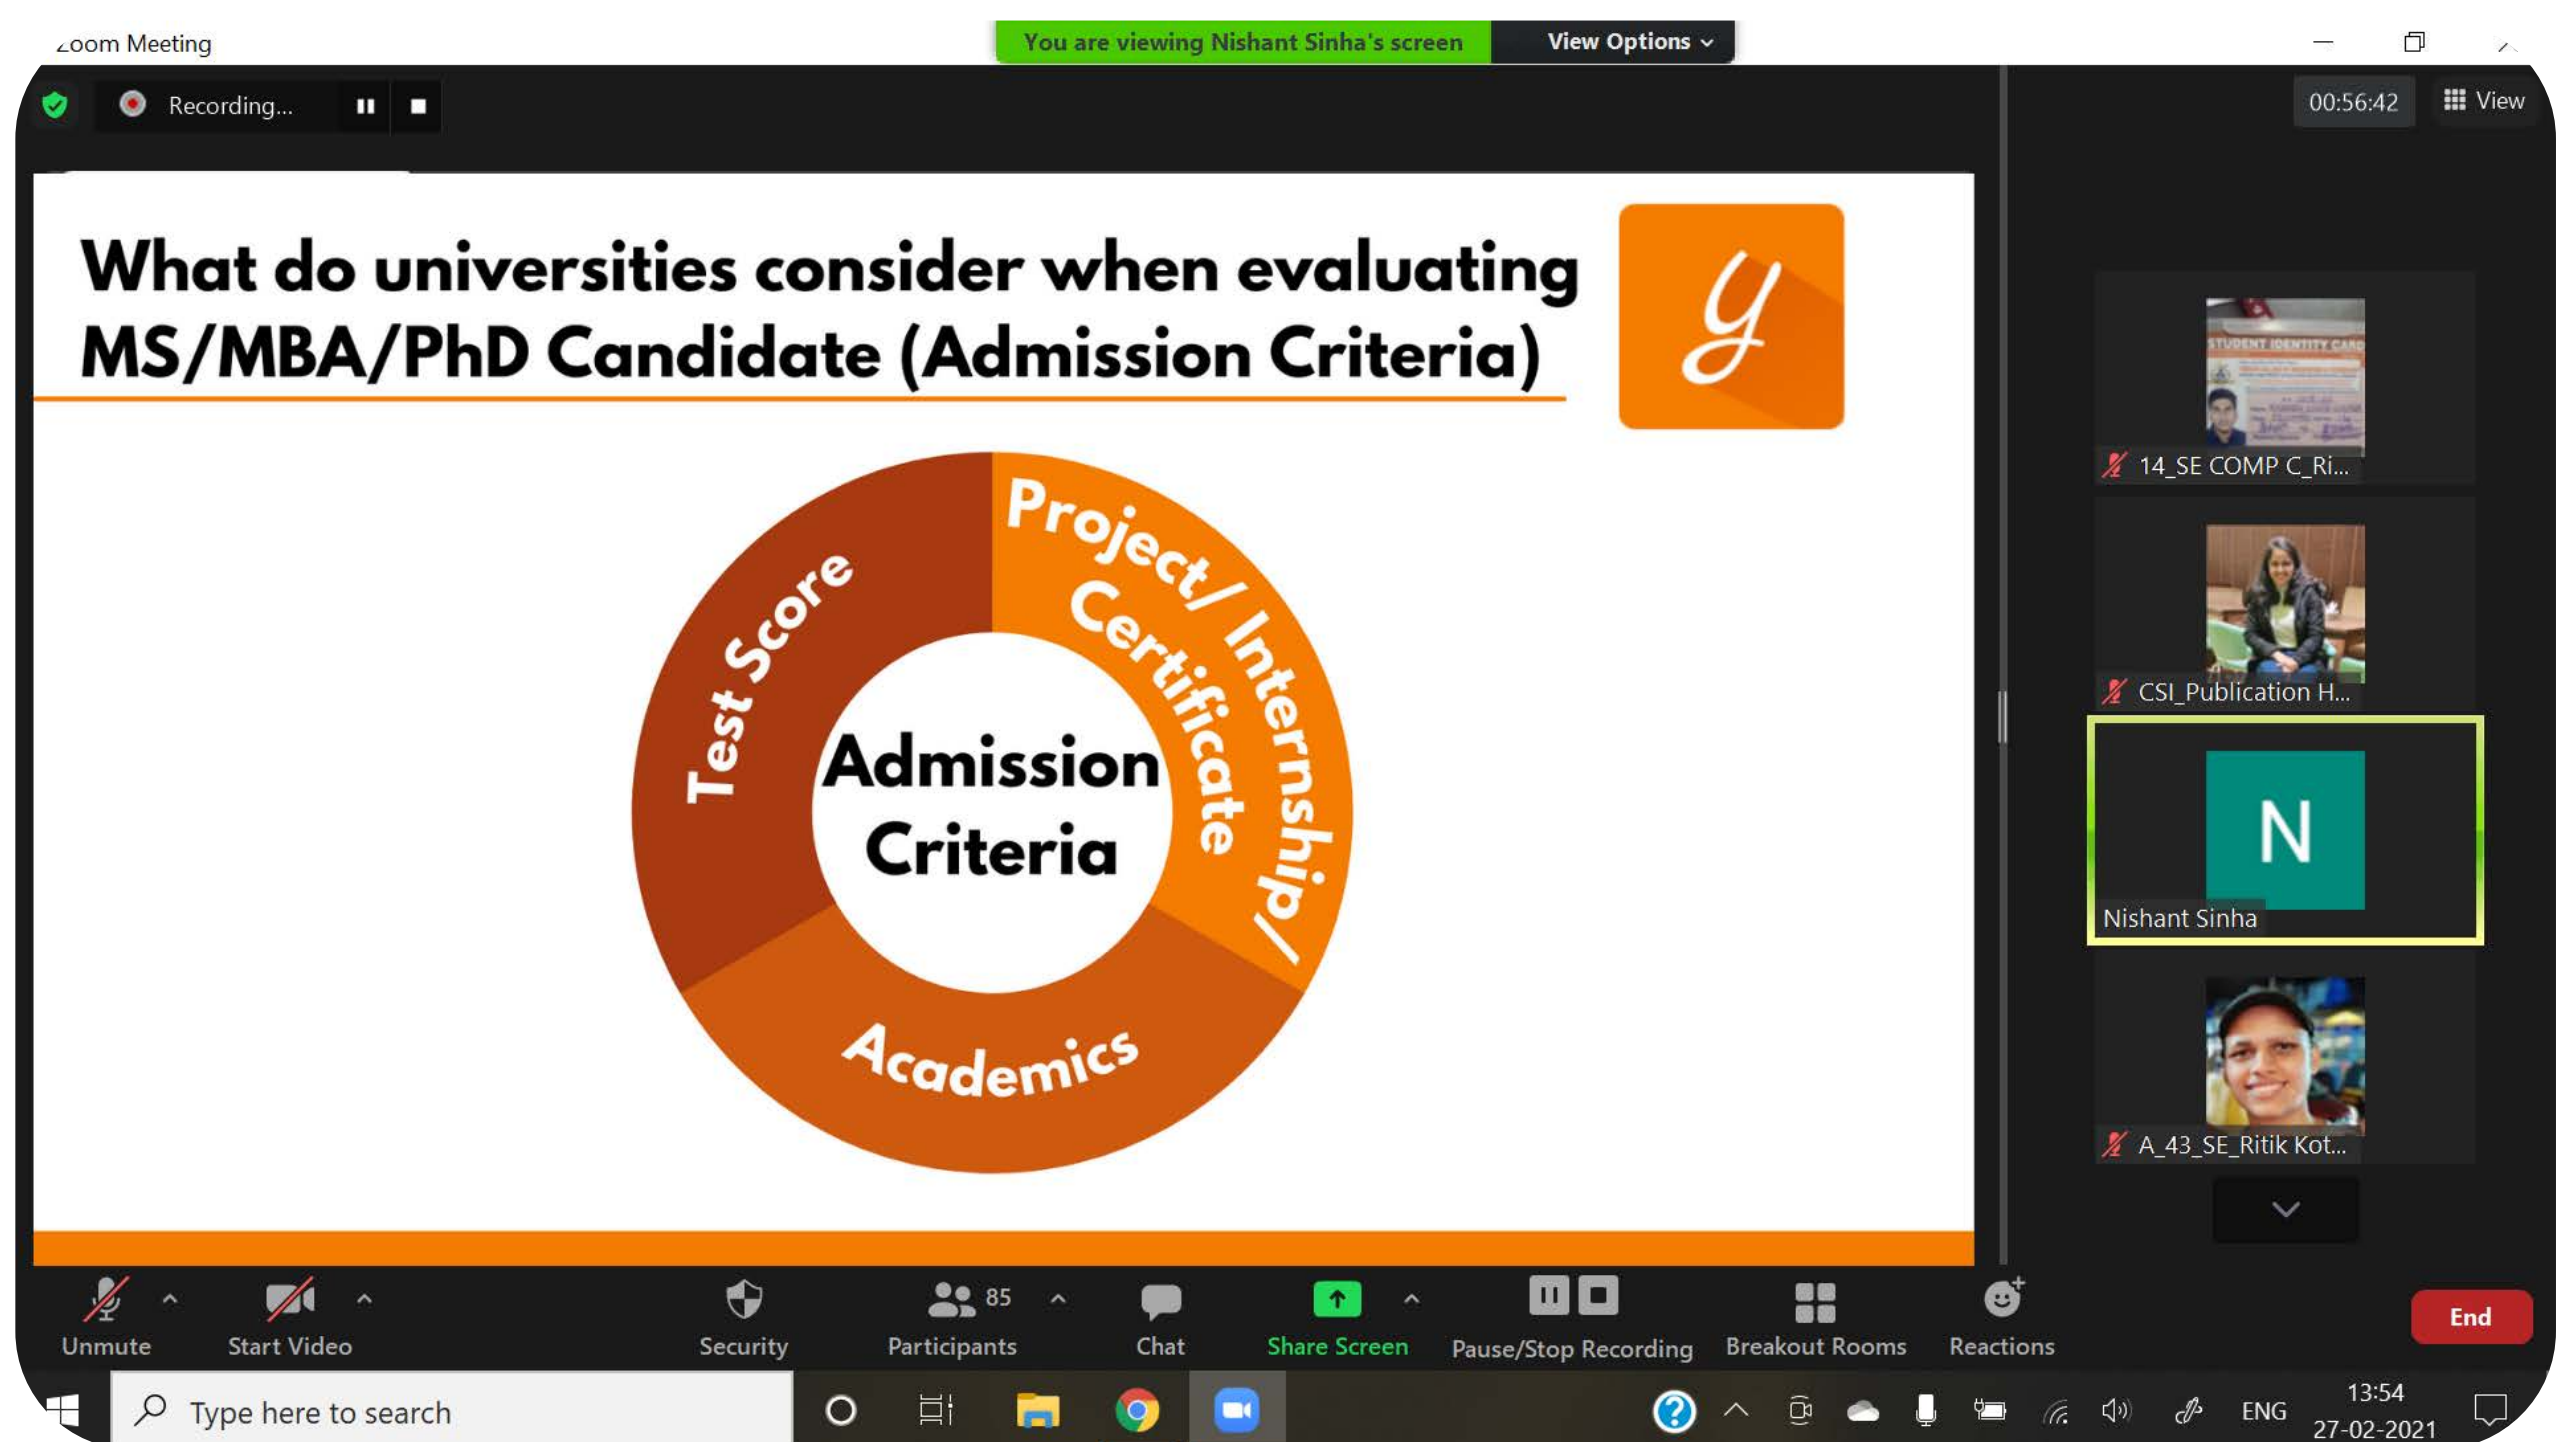 Zoom Meeting
You are viewing Nishant Sinha's screen
View Options
Recording...
00:56:42
View
What do universities consider when evaluating
MS/MBA/PhD Candidate (Admission Criteria)
y
Project/ Internship/
Certificate
Test Score
Admission
Criteria
Academics
STUDENT IDENTITY CARD
14_SE COMP C_Ri...
CSI_Publication H...
N
Nishant Sinha
A_43_SE_Ritik Kot...
Unmute
Start Video
Security
85
Participants
Chat
Share Screen
Pause/Stop Recording
Breakout Rooms
Reactions
End
Type here to search
ENG
13:54
27-02-2021